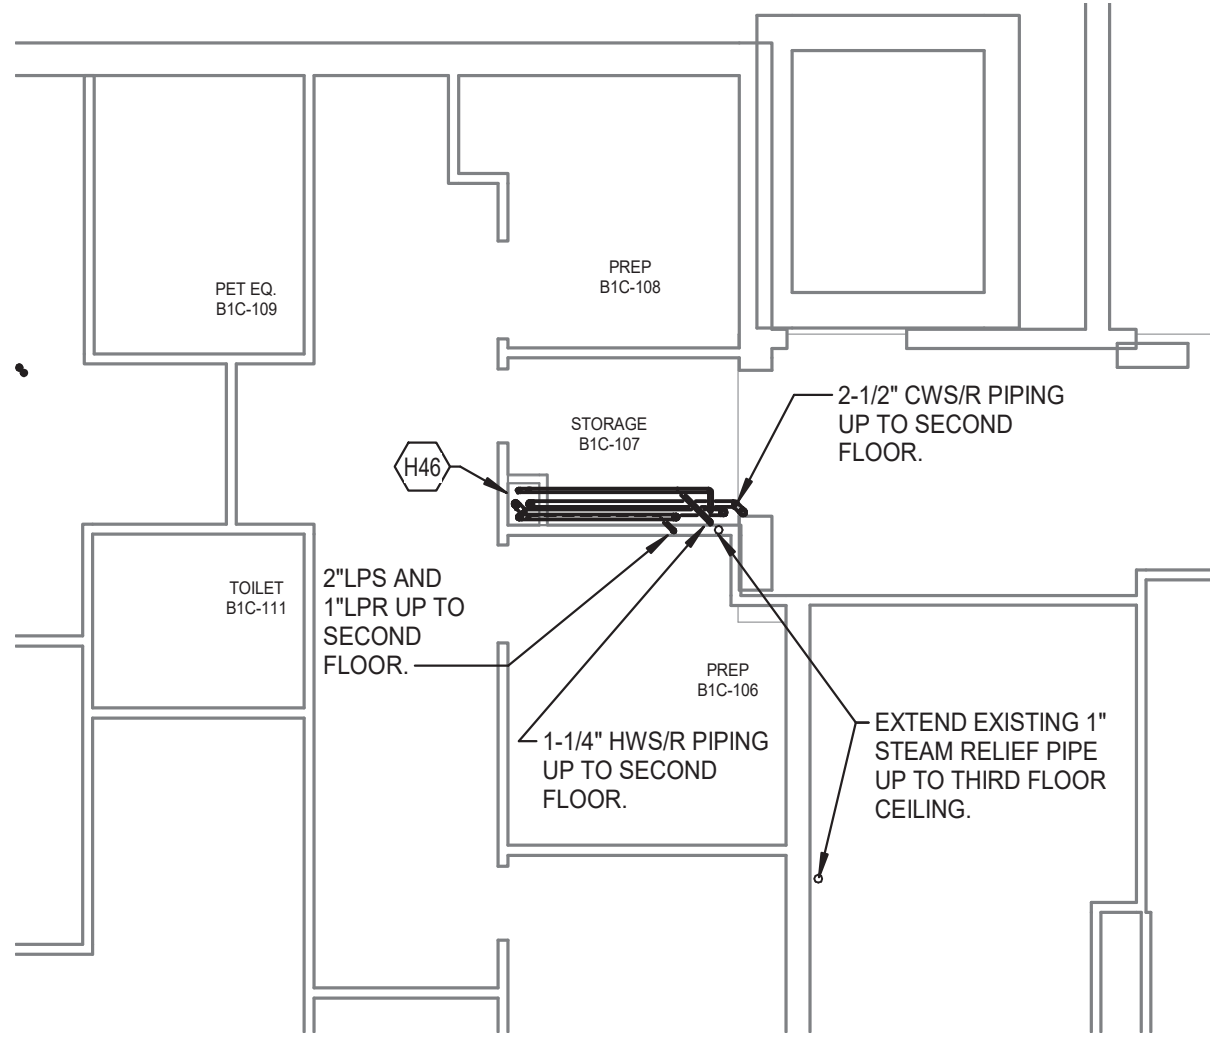 PREP
B1C-108
PET EQ.
B1C-109
2-1/2" CWS/R PIPING
UP TO SECOND
FLOOR.
STORAGE
B1C-107
H46
2"LPS AND
1"LPR UP TO
SECOND
FLOOR.
TOILET
B1C-111
PREP
B1C-106
1-1/4" HWS/R PIPING
UP TO SECOND
FLOOR.
EXTEND EXISTING 1"
STEAM RELIEF PIPE
UP TO THIRD FLOOR
CEILING.